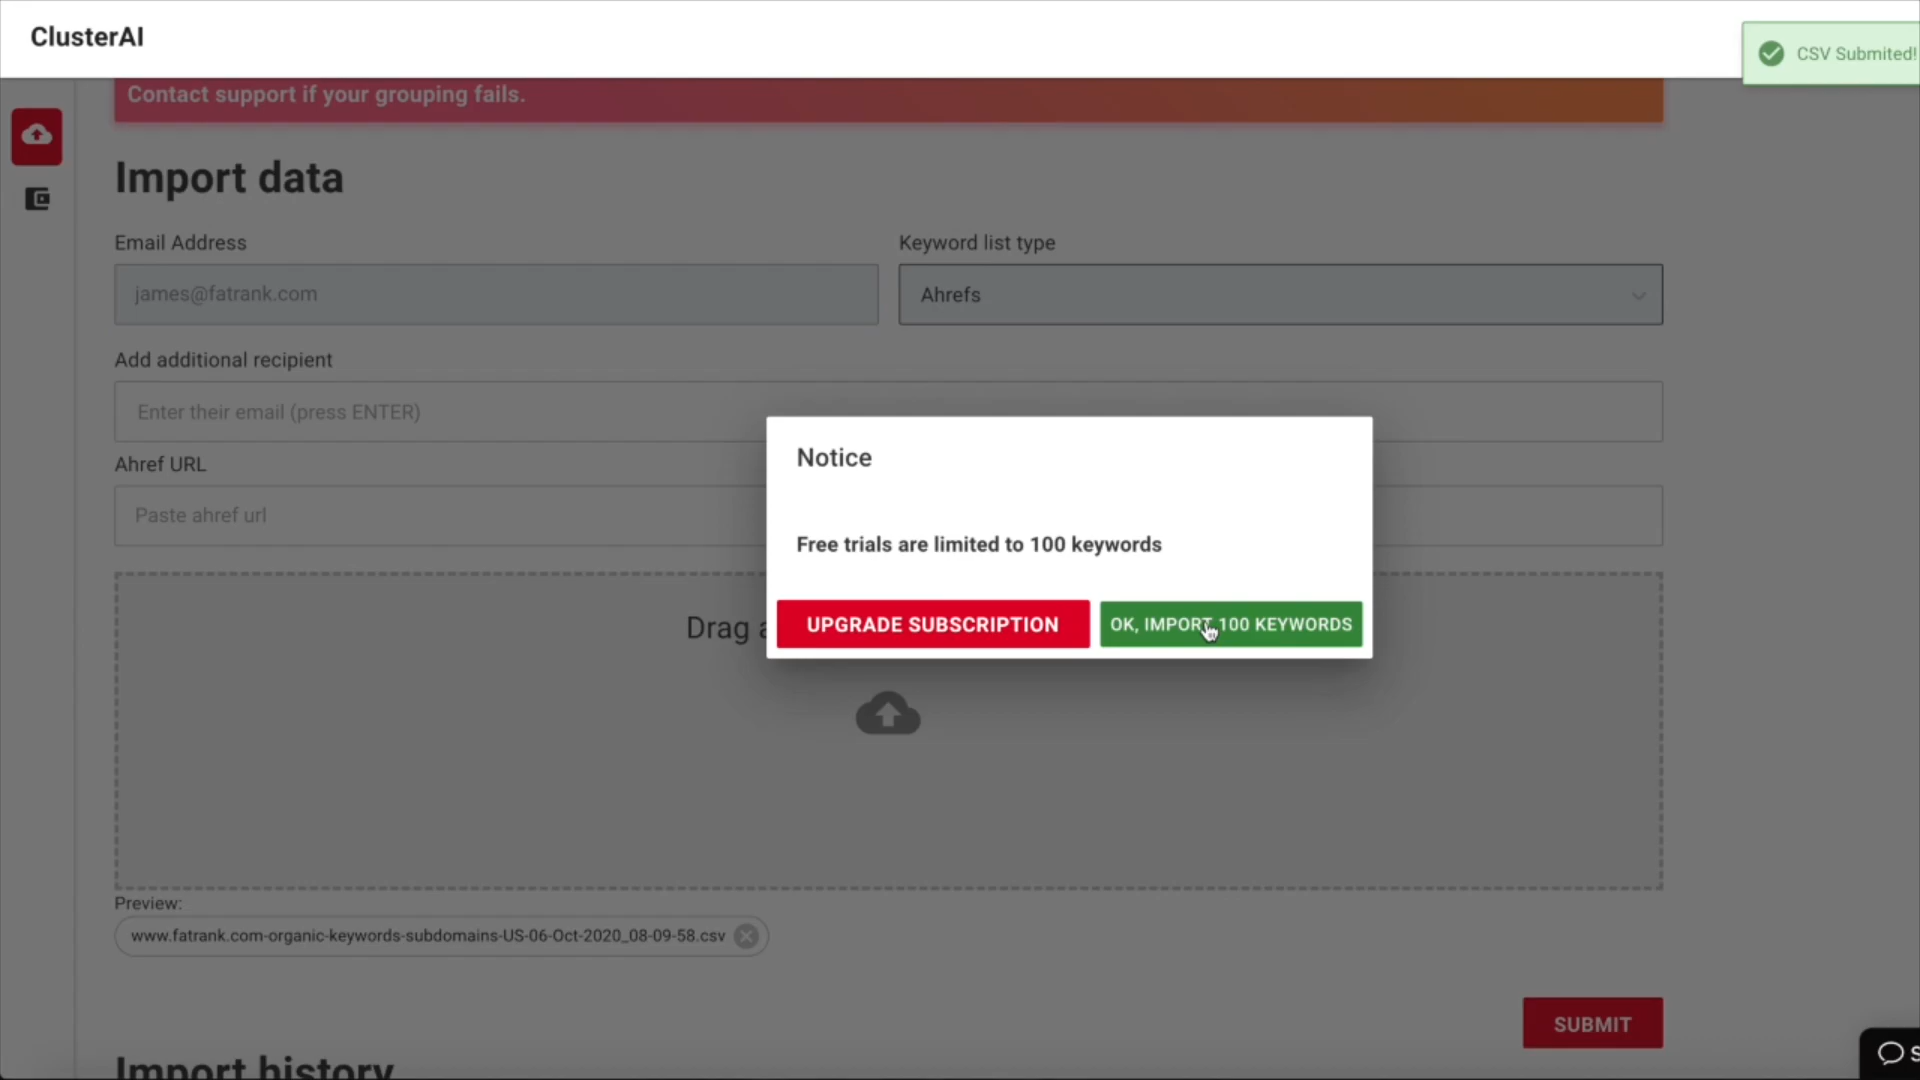 ClusterAI
CSV Submited!
Contact support if your grouping fails.
Import data
Email Address
Keyword list type
james@fatrank.com
Ahrefs
Add additional recipient
Enter their email (press ENTER)
Ahref URL
Paste ahref url
Notice
Free trials are limited to 100 keywords
UPGRADE SUBSCRIPTION
OK, IMPORT 100 KEYWORDS
Drag
Preview:
www.fatrank.com-organic-keywords-subdomains-US-06-Oct-2020_08-09-58.csv
SUBMIT
Import history